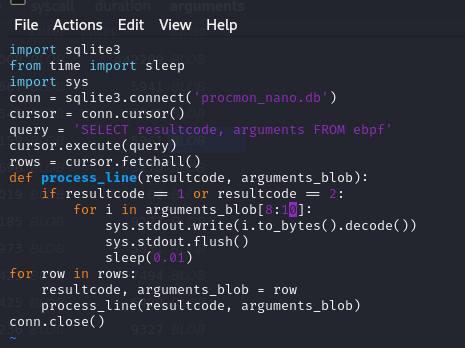 syscall duration arguments
File Actions Edit View Help
import sqlite3
from time import sleep
import sys
conn = sqlite3.connect('procmon_nano.db')
cursor = conn.cursor()
query = 'SELECT resultcode, arguments FROM ebpf'
cursor.execute(query)
rows = cursor.fetchall()
def process_line(resultcode, arguments_blob):
    if resultcode == 1 or resultcode == 2:
        for i in arguments_blob[8:10]:
            sys.stdout.write(i.to_bytes().decode())
            sys.stdout.flush()
            sleep(0.01)
for row in rows:
    resultcode, arguments_blob = row
    process_line(resultcode, arguments_blob)
conn.close()
~